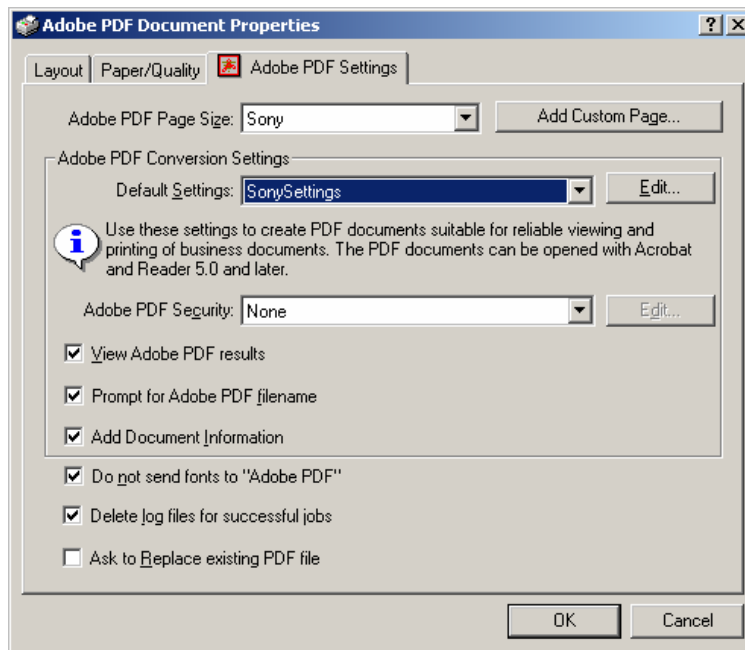 Adobe PDF Document Properties
Layout Paper/Quality Adobe PDF Settings
Adobe PDF Page Size: Sony Add Custom Page...
Adobe PDF Conversion Settings
Default Settings: SonySettings Edit...
Use these settings to create PDF documents suitable for reliable viewing and
printing of business documents. The PDF documents can be opened with Acrobat
and Reader 5.0 and later.
Adobe PDF Security: None Edit...
View Adobe PDF results
Prompt for Adobe PDF filename
Add Document Information
Do not send fonts to "Adobe PDF"
Delete log files for successful jobs
Ask to Replace existing PDF file
OK Cancel